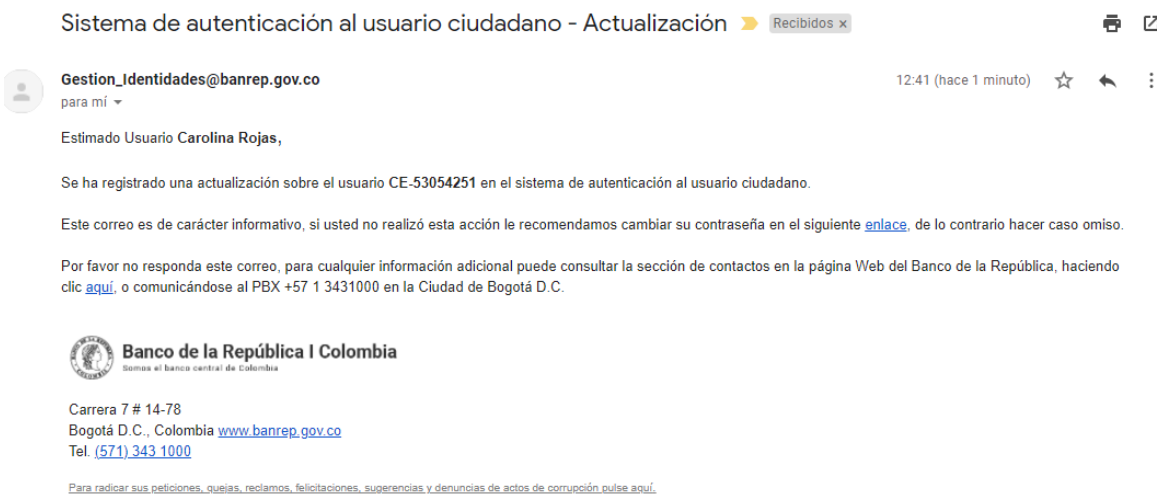 Sistema de autenticación al usuario ciudadano - Actualización Recibidos x
Gestion_Identidades@banrep.gov.co 12:41 (hace 1 minuto)
para mí
Estimado Usuario Carolina Rojas,
Se ha registrado una actualización sobre el usuario CE-53054251 en el sistema de autenticación al usuario ciudadano.
Este correo es de carácter informativo, si usted no realizó esta acción le recomendamos cambiar su contraseña en el siguiente enlace, de lo contrario hacer caso omiso.
Por favor no responda este correo, para cualquier información adicional puede consultar la sección de contactos en la página Web del Banco de la República, haciendo
clic aquí, o comunicándose al PBX +57 1 3431000 en la Ciudad de Bogotá D.C.
Banco de la República I Colombia
Somos el banco central de Colombia
Carrera 7 # 14-78
Bogotá D.C., Colombia www.banrep.gov.co
Tel. (571) 343 1000
Para radicar sus peticiones, quejas, reclamos, felicitaciones, sugerencias y denuncias de actos de corrupción pulse aquí.